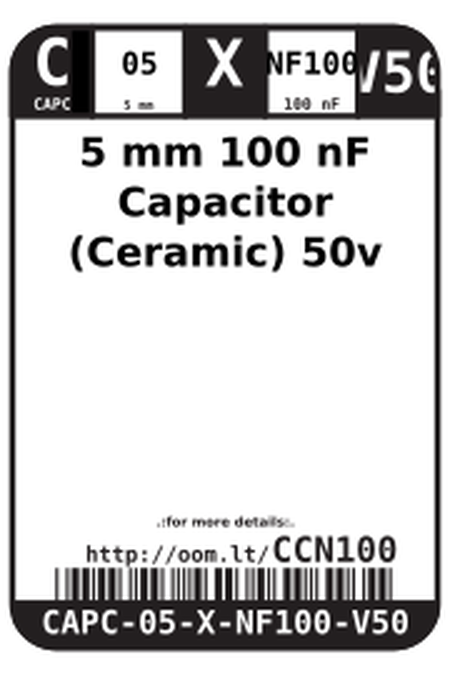 C 05 X NF100 V50
CAPC 5 mm 100 nF
5 mm 100 nF
Capacitor
(Ceramic) 50v
.:for more details:.
http://oom.lt/CCN100
CAPC-05-X-NF100-V50